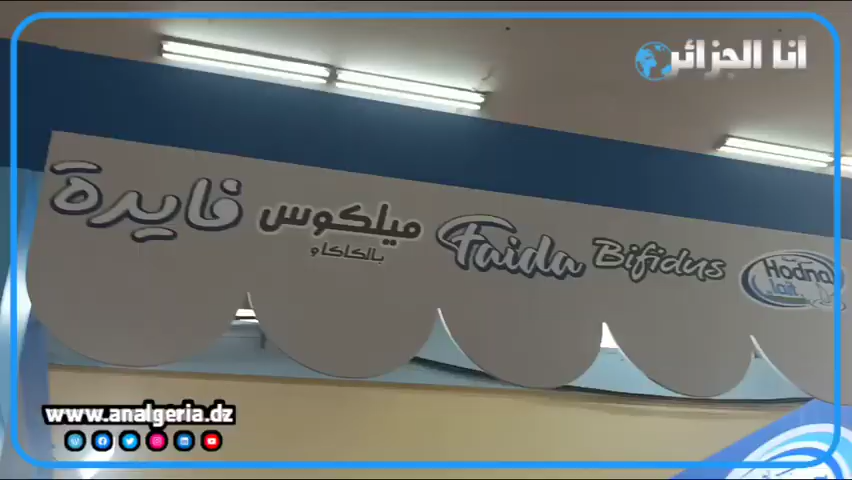 أنا الجزائر
فايدة
ميلكوس
بالكاكاو
Faida
Bifidus
Hodna
lait
www.analgeria.dz